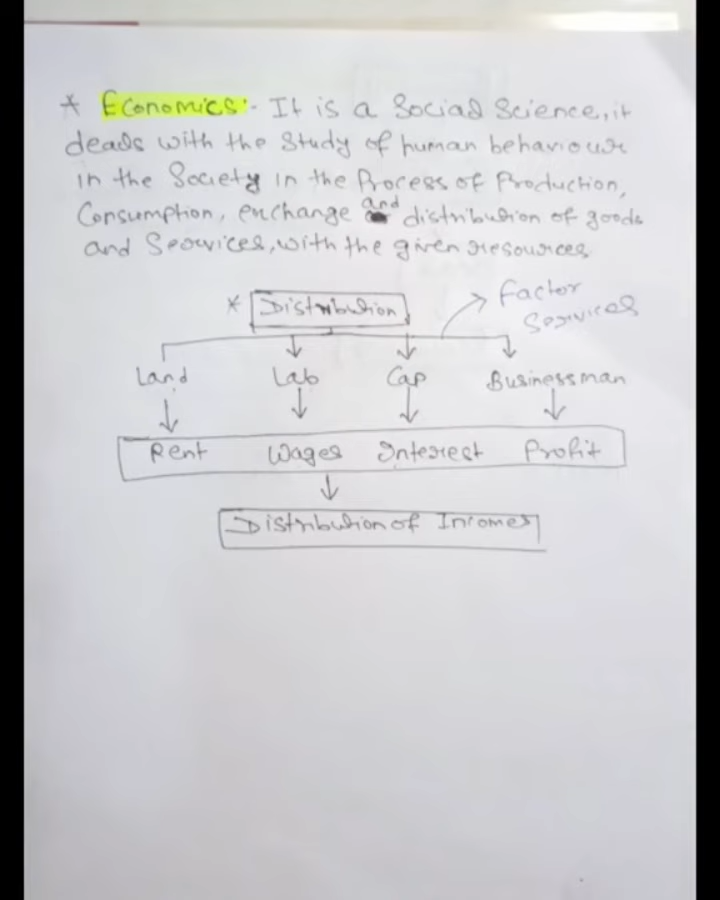 * Economics:- It is a Social Science, it
deals with the study of human behaviour
in the Society in the Process of Production,
Consumption, exchange and distribution of goods
and Services, with the given resources
* Distribution
Factor
Services
Land Lab Cap Businessman
Rent Wages Interest Profit
Distribution of Incomes